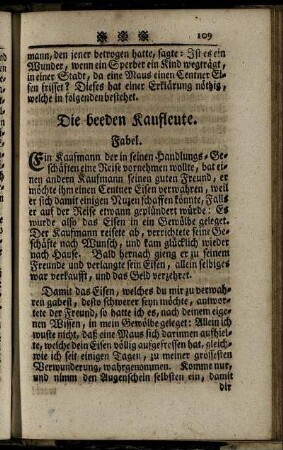 ❀ ❀ ❀ 109
mann, den jener betrogen hatte, sagte: Ist es ein
Wunder, wenn ein Sperber ein Kind wegträgt,
in einer Stadt, da eine Maus einen Centner Ei-
sen frisset? Dieses hat einer Erklärung nöthig,
welche in folgenden bestehet.
Die beeden Kaufleute.
Fabel.
Ein Kaufmann der in seinen Handlungs-Ge-
schäften eine Reise vornehmen wollte, bat ei-
nen andern Kaufmann seinen guten Freund, er
möchte ihm einen Centner Eisen verwahren, weil
er sich damit einigen Nuzen schaffen könnte, Falls
er auf der Reise etwann geplündert würde: Es
wurde also das Eisen in ein Gewölbe geleget.
Der Kaufmann reisete ab, verrichtete seine Ge-
schäfte nach Wunsch, und kam glücklich wieder
nach Hause. Bald hernach gieng er zu seinem
Freunde und verlangte sein Eisen, allein selbiges
war verkaufft, und das Geld verzehret.
Damit das Eisen, welches du mir zu verwah-
ren gabest, desto schwerer seyn möchte, antwor-
tete der Freund, so hatte ich es, nach deinem eige-
nen Wissen, in mein Gewölbe geleget: Allein ich
wuste nicht, daß eine Maus sich darinnen aufhiel-
te, welche dein Eisen völlig aufgefressen hat, gleich-
wie ich seit einigen Tagen, zu meiner grossesten
Verwunderung, wahrgenommen. Komme nur,
und nimm den Augenschein selbsten ein, damit
dir